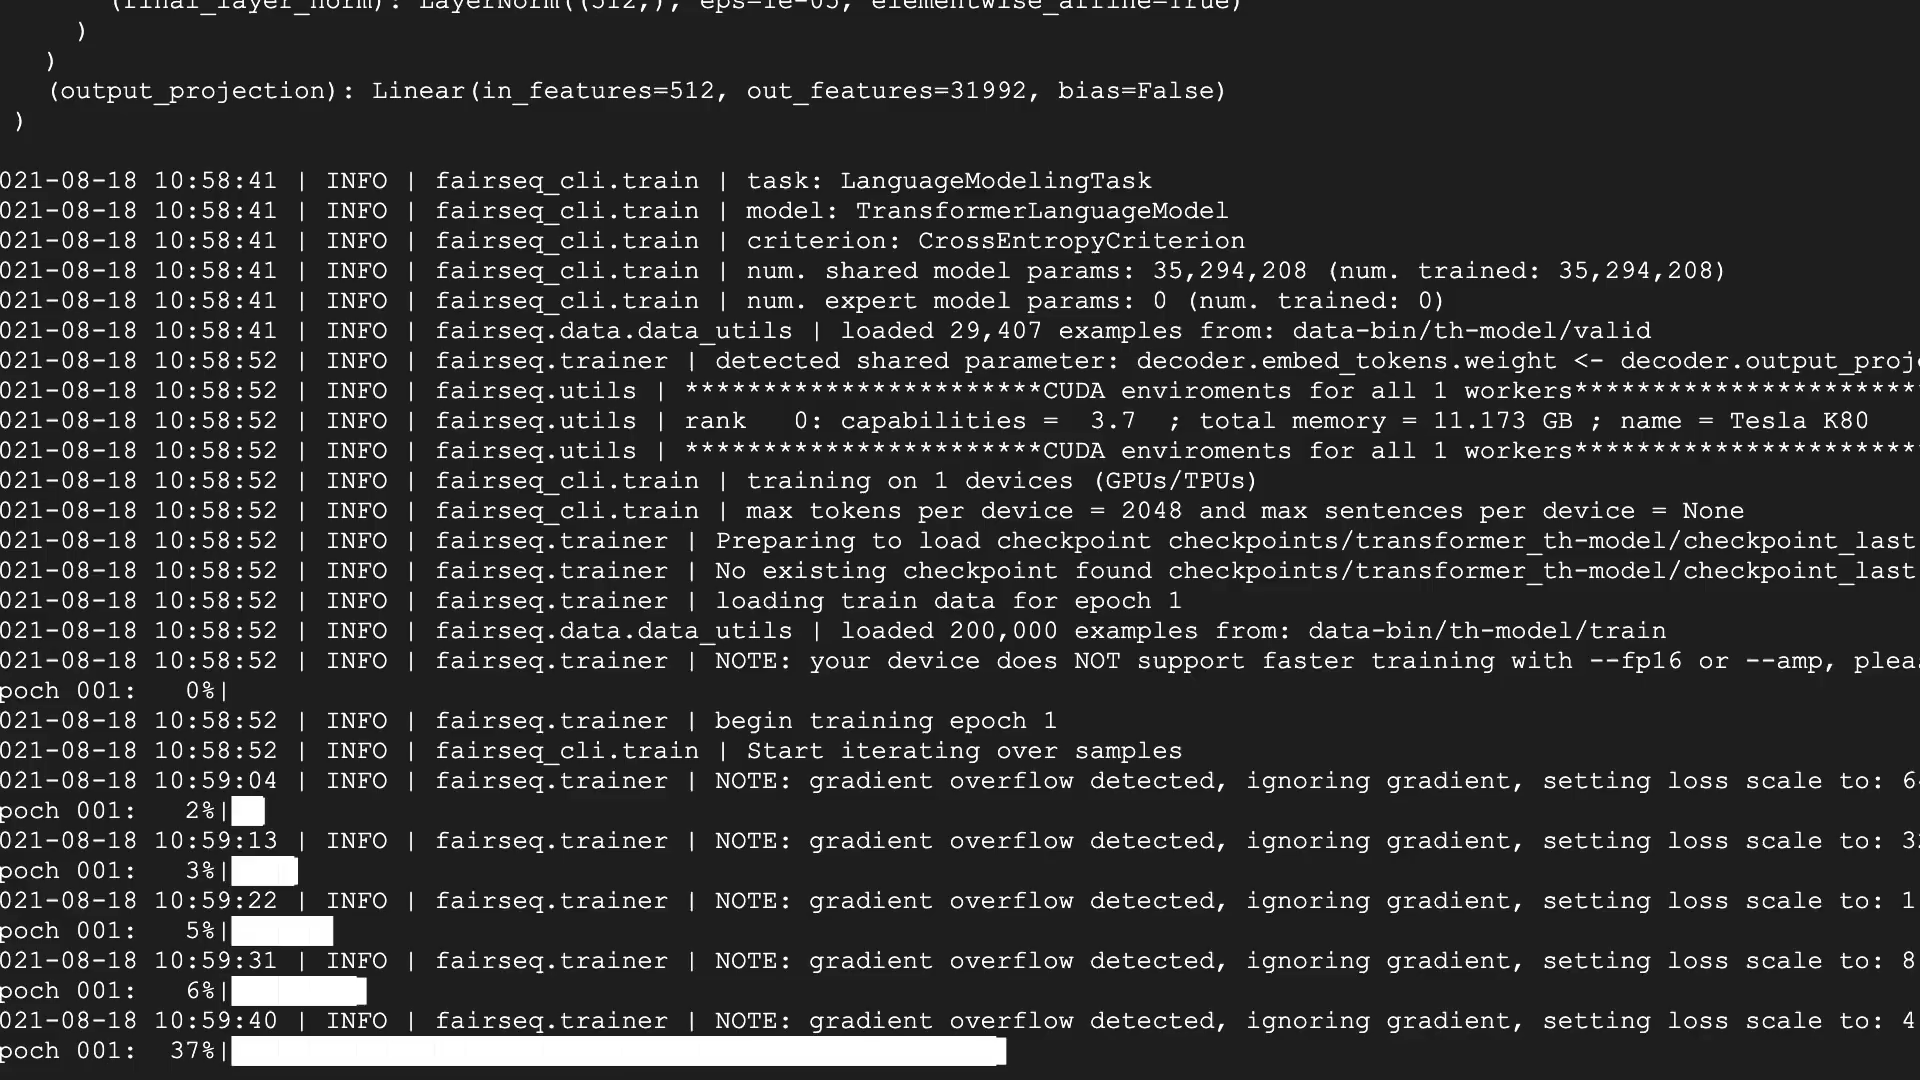 (final_layer_norm): LayerNorm((512,), eps=1e-05, elementwise_affine=True)
)
)
(output_projection): Linear(in_features=512, out_features=31992, bias=False)
)
021-08-18 10:58:41 | INFO | fairseq_cli.train | task: LanguageModelingTask
021-08-18 10:58:41 | INFO | fairseq_cli.train | model: TransformerLanguageModel
021-08-18 10:58:41 | INFO | fairseq_cli.train | criterion: CrossEntropyCriterion
021-08-18 10:58:41 | INFO | fairseq_cli.train | num. shared model params: 35,294,208 (num. trained: 35,294,208)
021-08-18 10:58:41 | INFO | fairseq_cli.train | num. expert model params: 0 (num. trained: 0)
021-08-18 10:58:41 | INFO | fairseq.data.data_utils | loaded 29,407 examples from: data-bin/th-model/valid
021-08-18 10:58:52 | INFO | fairseq.trainer | detected shared parameter: decoder.embed_tokens.weight <- decoder.output_proj
021-08-18 10:58:52 | INFO | fairseq.utils | ***********************CUDA enviroments for all 1 workers**********************
021-08-18 10:58:52 | INFO | fairseq.utils | rank   0: capabilities =  3.7  ; total memory = 11.173 GB ; name = Tesla K80
021-08-18 10:58:52 | INFO | fairseq.utils | ***********************CUDA enviroments for all 1 workers**********************
021-08-18 10:58:52 | INFO | fairseq_cli.train | training on 1 devices (GPUs/TPUs)
021-08-18 10:58:52 | INFO | fairseq_cli.train | max tokens per device = 2048 and max sentences per device = None
021-08-18 10:58:52 | INFO | fairseq.trainer | Preparing to load checkpoint checkpoints/transformer_th-model/checkpoint_last
021-08-18 10:58:52 | INFO | fairseq.trainer | No existing checkpoint found checkpoints/transformer_th-model/checkpoint_last
021-08-18 10:58:52 | INFO | fairseq.trainer | loading train data for epoch 1
021-08-18 10:58:52 | INFO | fairseq.data.data_utils | loaded 200,000 examples from: data-bin/th-model/train
021-08-18 10:58:52 | INFO | fairseq.trainer | NOTE: your device does NOT support faster training with --fp16 or --amp, plea
poch 001:   0%|
021-08-18 10:58:52 | INFO | fairseq.trainer | begin training epoch 1
021-08-18 10:58:52 | INFO | fairseq_cli.train | Start iterating over samples
021-08-18 10:59:04 | INFO | fairseq.trainer | NOTE: gradient overflow detected, ignoring gradient, setting loss scale to: 6
poch 001:   2%|
021-08-18 10:59:13 | INFO | fairseq.trainer | NOTE: gradient overflow detected, ignoring gradient, setting loss scale to: 3
poch 001:   3%|
021-08-18 10:59:22 | INFO | fairseq.trainer | NOTE: gradient overflow detected, ignoring gradient, setting loss scale to: 1
poch 001:   5%|
021-08-18 10:59:31 | INFO | fairseq.trainer | NOTE: gradient overflow detected, ignoring gradient, setting loss scale to: 8
poch 001:   6%|
021-08-18 10:59:40 | INFO | fairseq.trainer | NOTE: gradient overflow detected, ignoring gradient, setting loss scale to: 4
poch 001:  37%|